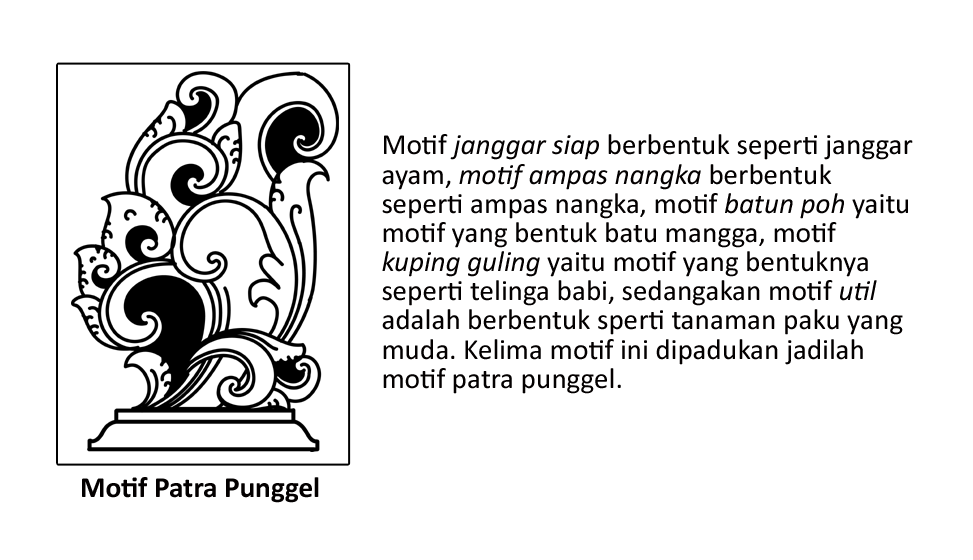 Motif janggar siap berbentuk seperti janggar
ayam, motif ampas nangka berbentuk
seperti ampas nangka, motif batun poh yaitu
motif yang bentuk batu mangga, motif
kuping guling yaitu motif yang bentuknya
seperti telinga babi, sedangakan motif util
adalah berbentuk sperti tanaman paku yang
muda. Kelima motif ini dipadukan jadilah
motif patra punggel.
Motif Patra Punggel